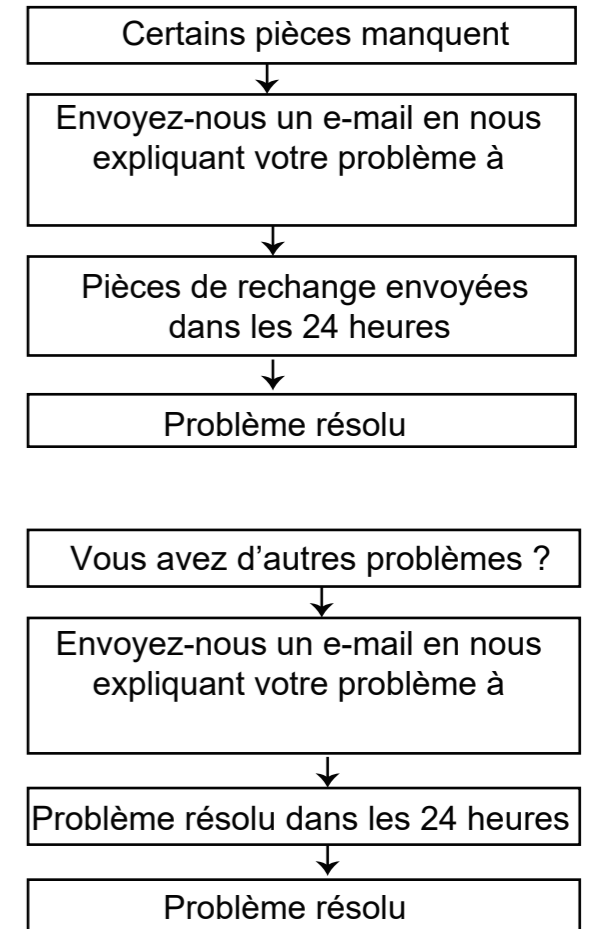 Certains pièces manquent
Envoyez-nous un e-mail en nous
expliquant votre problème à
Pièces de rechange envoyées
dans les 24 heures
Problème résolu
Vous avez d’autres problèmes ?
Envoyez-nous un e-mail en nous
expliquant votre problème à
Problème résolu dans les 24 heures
Problème résolu